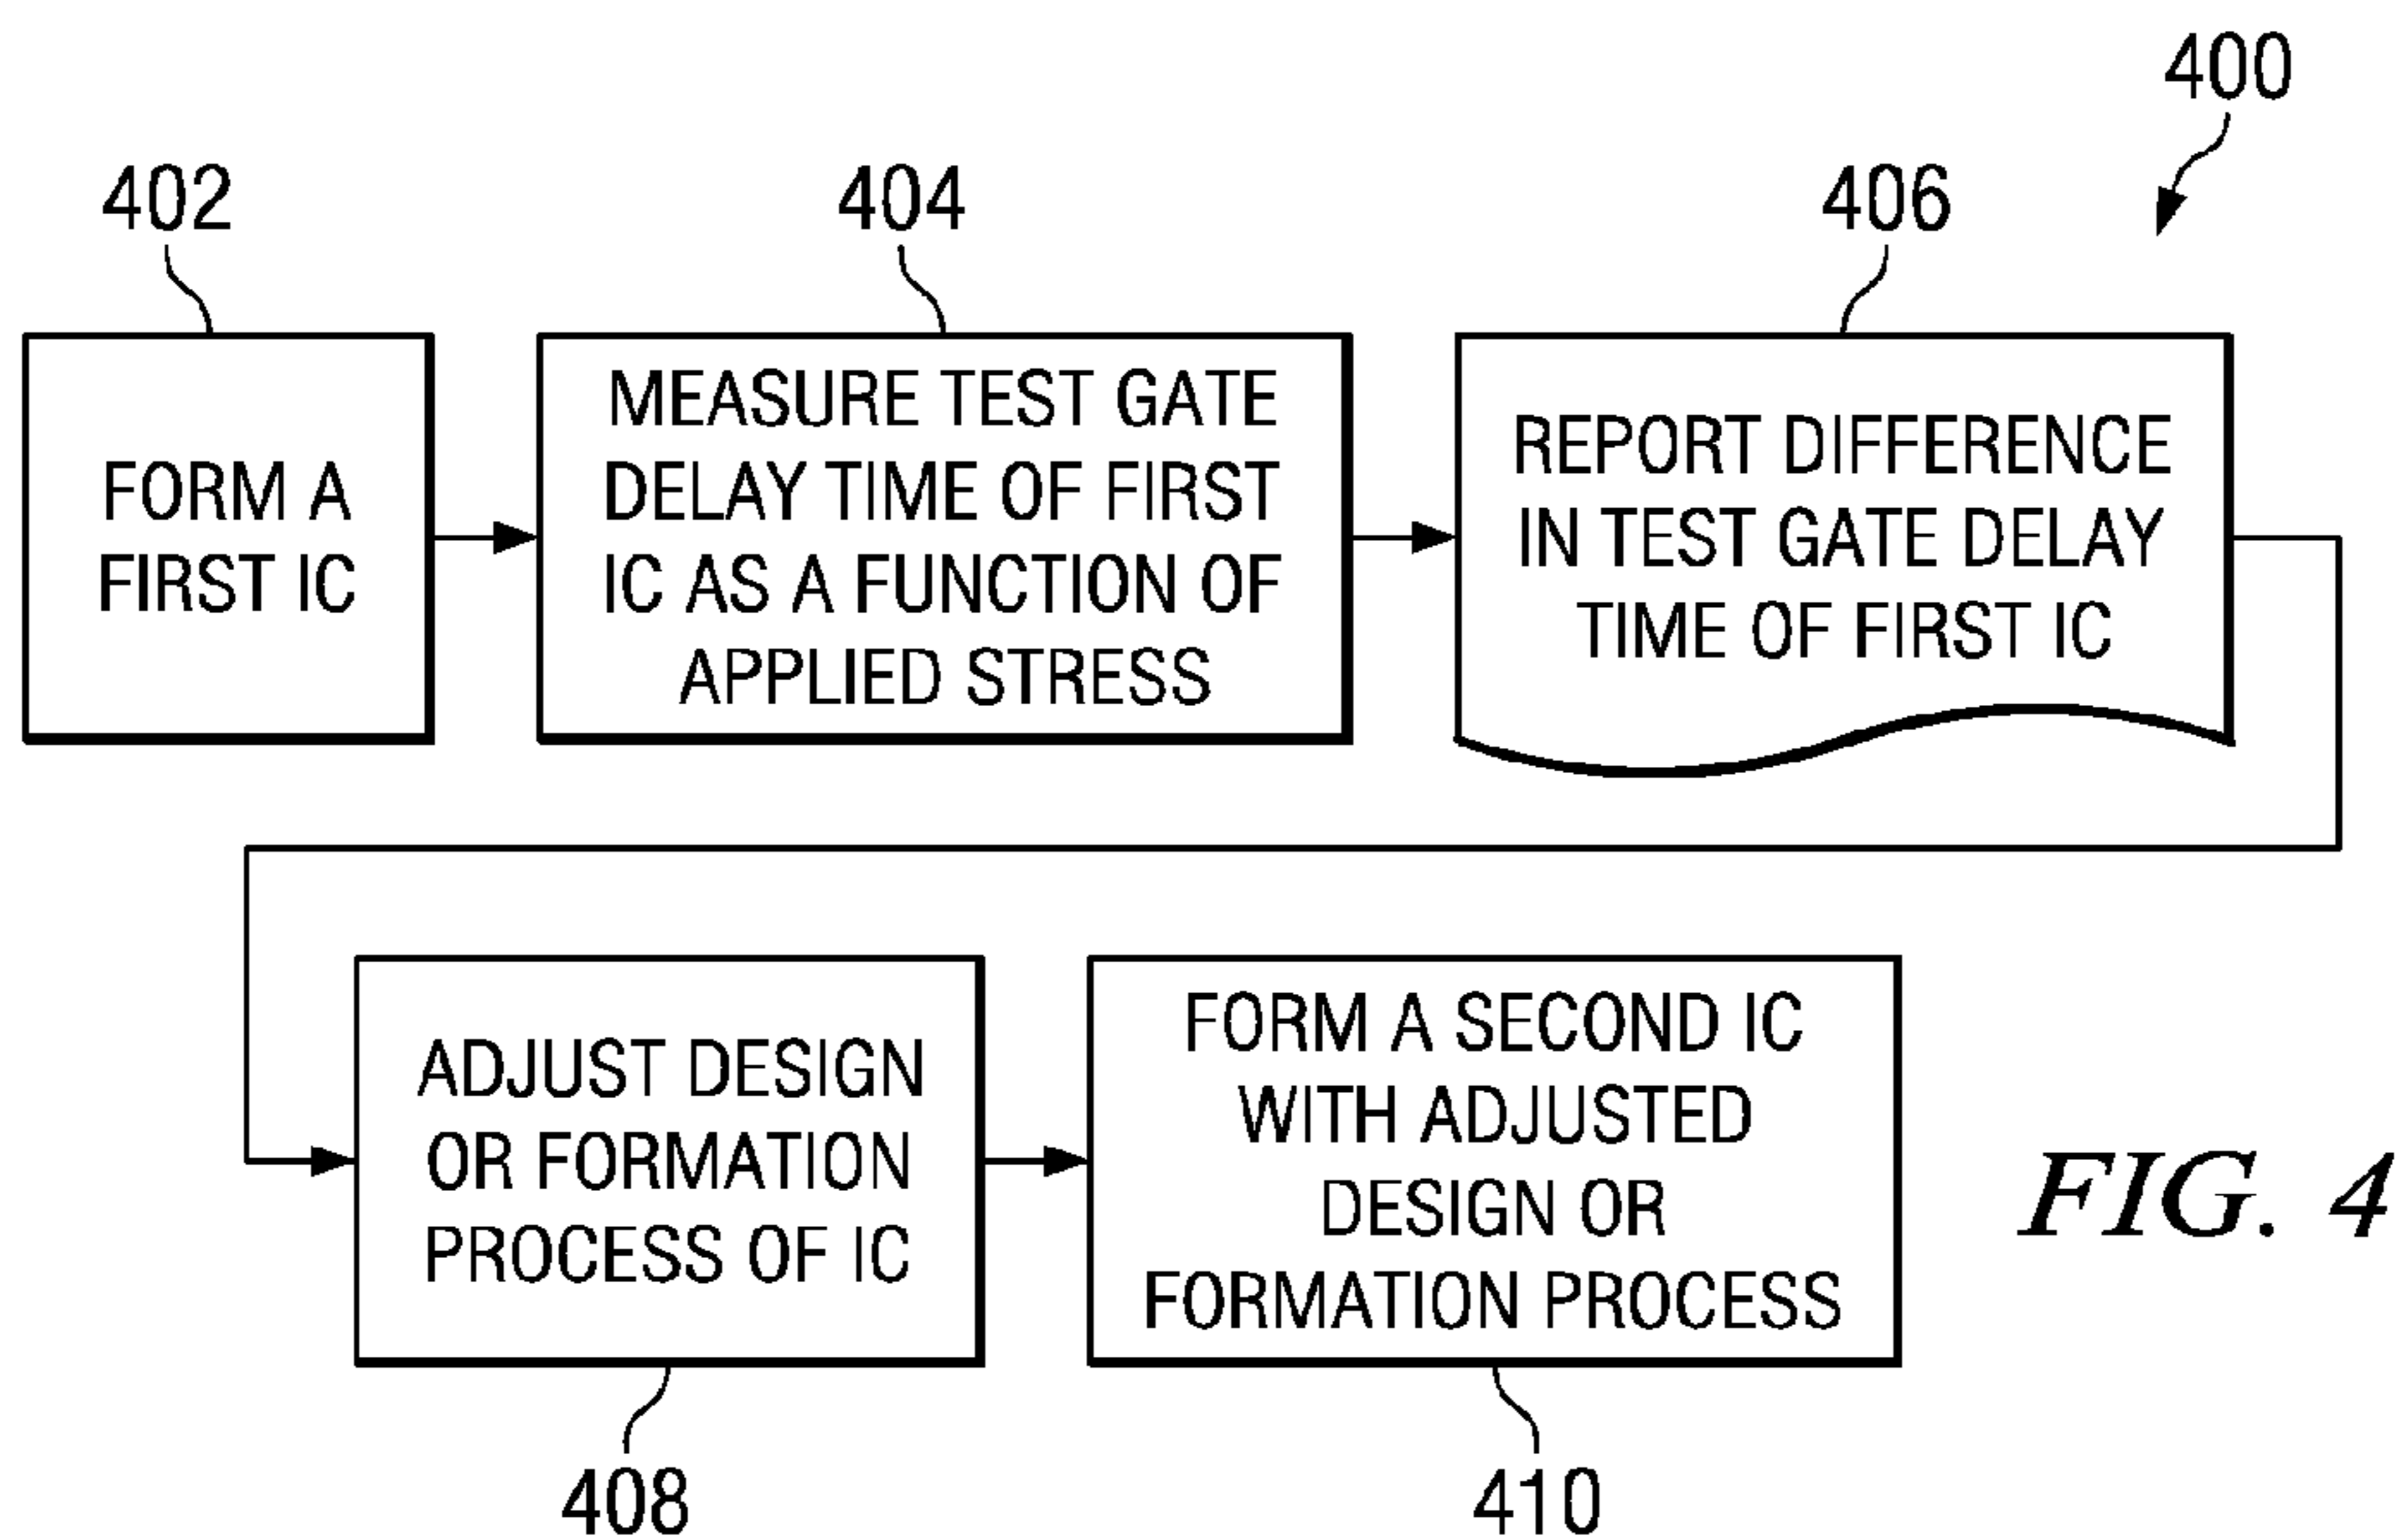 400
402
404
406
FORM A
FIRST IC
MEASURE TEST GATE
DELAY TIME OF FIRST
IC AS A FUNCTION OF
APPLIED STRESS
REPORT DIFFERENCE
IN TEST GATE DELAY
TIME OF FIRST IC
ADJUST DESIGN
OR FORMATION
PROCESS OF IC
FORM A SECOND IC
WITH ADJUSTED
DESIGN OR
FORMATION PROCESS
FIG. 4
408
410